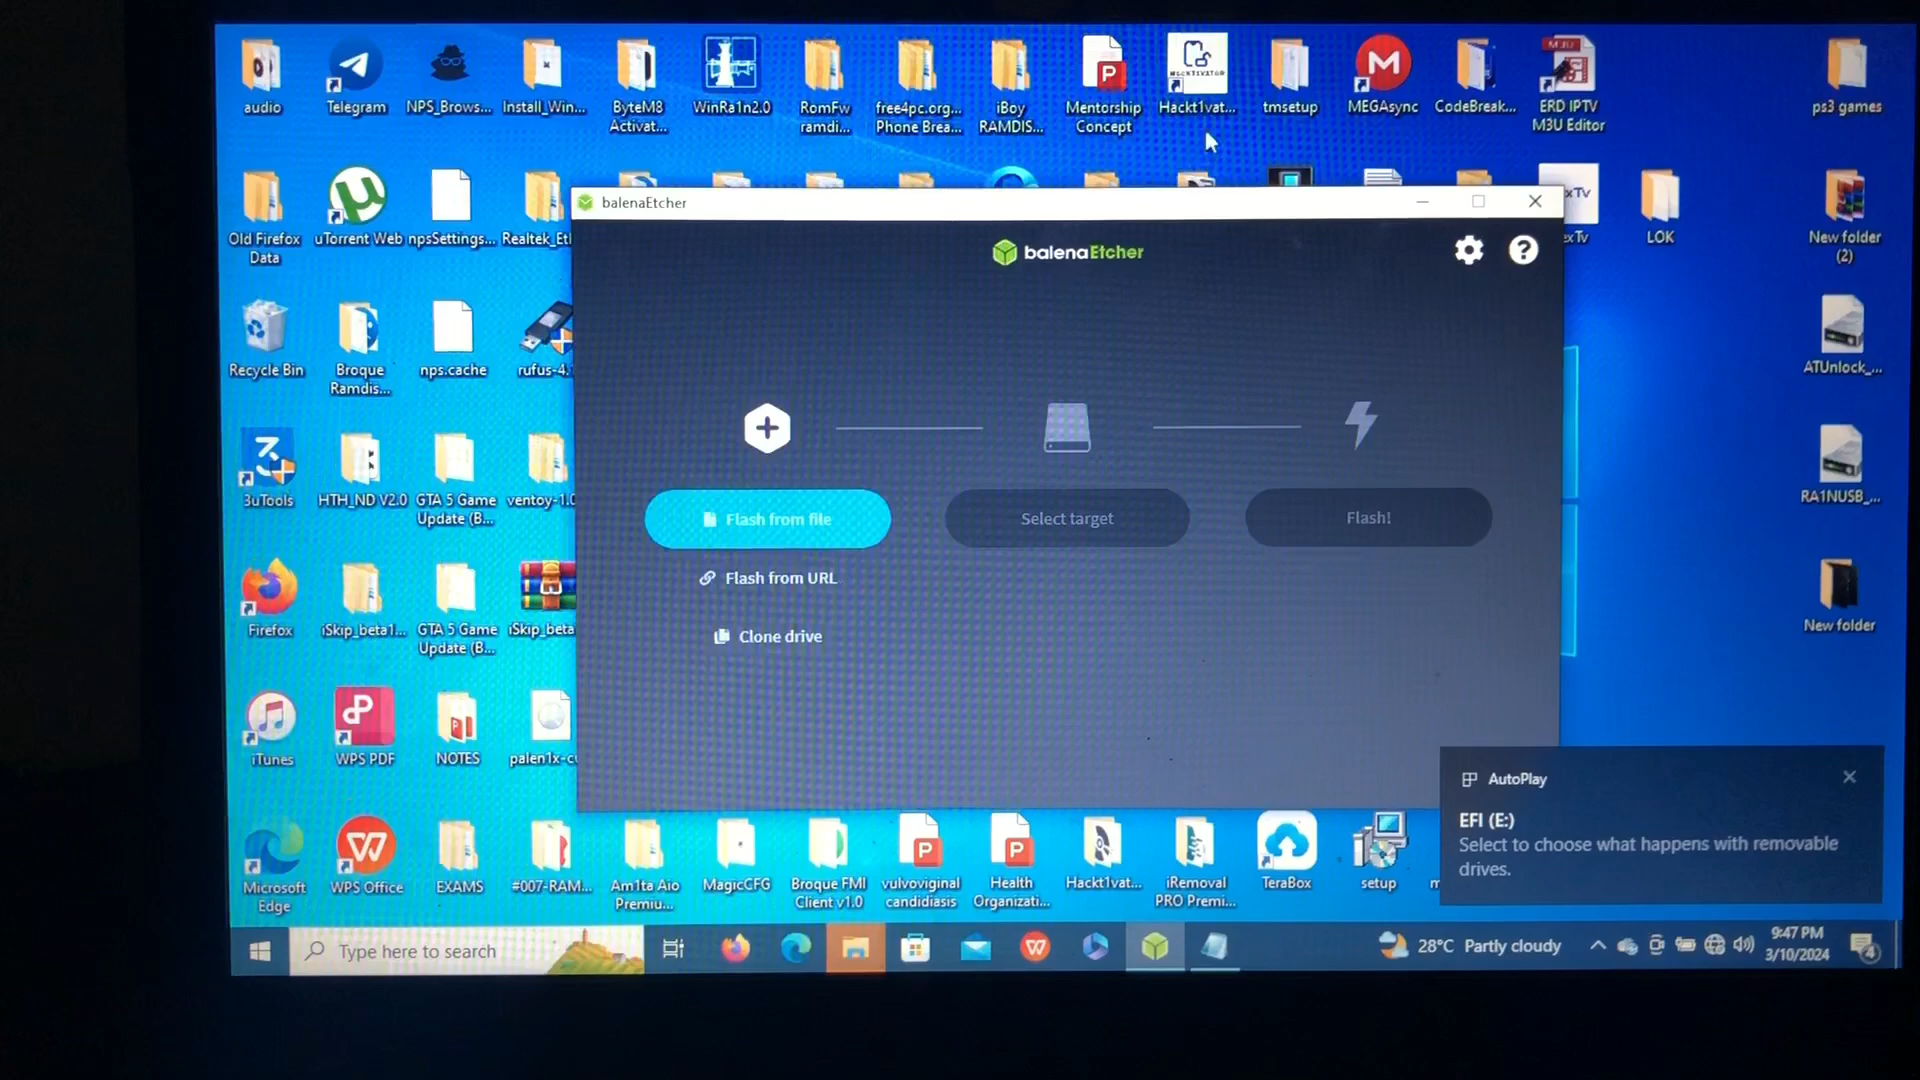 audio
Telegram
NPS_Brows...
Install_Win...
ByteM8
Activat...
WinRa1n2.0
RomFw
ramdi...
free4pc.org...
Phone Brea...
iBoy
RAMDIS...
Mentorship
Concept
Hackt1vat...
tmsetup
MEGAsync
CodeBreak...
ERD IPTV
M3U Editor
ps3 games
Old Firefox
Data
uTorrent Web
npsSettings...
Realtek_Etl
LOK
New folder
(2)
balenaEtcher
balenaEtcher
Recycle Bin
Broque
Ramdis...
nps.cache
rufus-4.
ATUnlock_...
3uTools
HTH_ND V2.0
GTA 5 Game
Update (B...
ventoy-1.0
RA1NUSB_...
Flash from file
Select target
Flash!
Flash from URL
Clone drive
Firefox
iSkip_beta1...
GTA 5 Game
Update (B...
iSkip_beta
New folder
iTunes
WPS PDF
NOTES
palen1x-c
AutoPlay
EFI (E:)
Select to choose what happens with removable
drives.
Microsoft
Edge
WPS Office
EXAMS
#007-RAM...
Am1ta Aio
Premiu...
MagicCFG
Broque FMI
Client v1.0
vulvoviginal
candidiasis
Health
Organizati...
Hackt1vat...
iRemoval
PRO Premi...
TeraBox
setup
Type here to search
28°C Partly cloudy
9:47 PM
3/10/2024
4